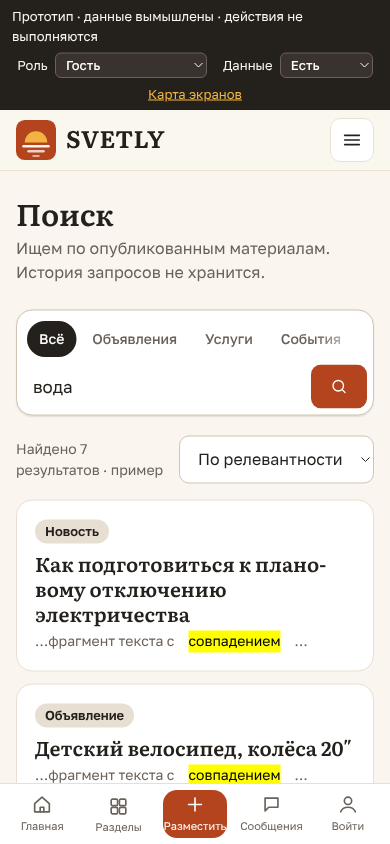 Прототип · данные вымышлены · действия не
выполняются
Роль Гость Данные Есть
Карта экранов
SVETLY
Поиск
Ищем по опубликованным материалам.
История запросов не хранится.
Всё Объявления Услуги События
вода
Найдено 7
результатов · пример
По релевантности
Новость
Как подготовиться к плано-
вому отключению
электричества
...фрагмент текста с совпадением ...
Объявление
Детский велосипед, колёса 20″
...фрагмент текста с совпадением ...
Главная Разделы Разместить Сообщения Войти